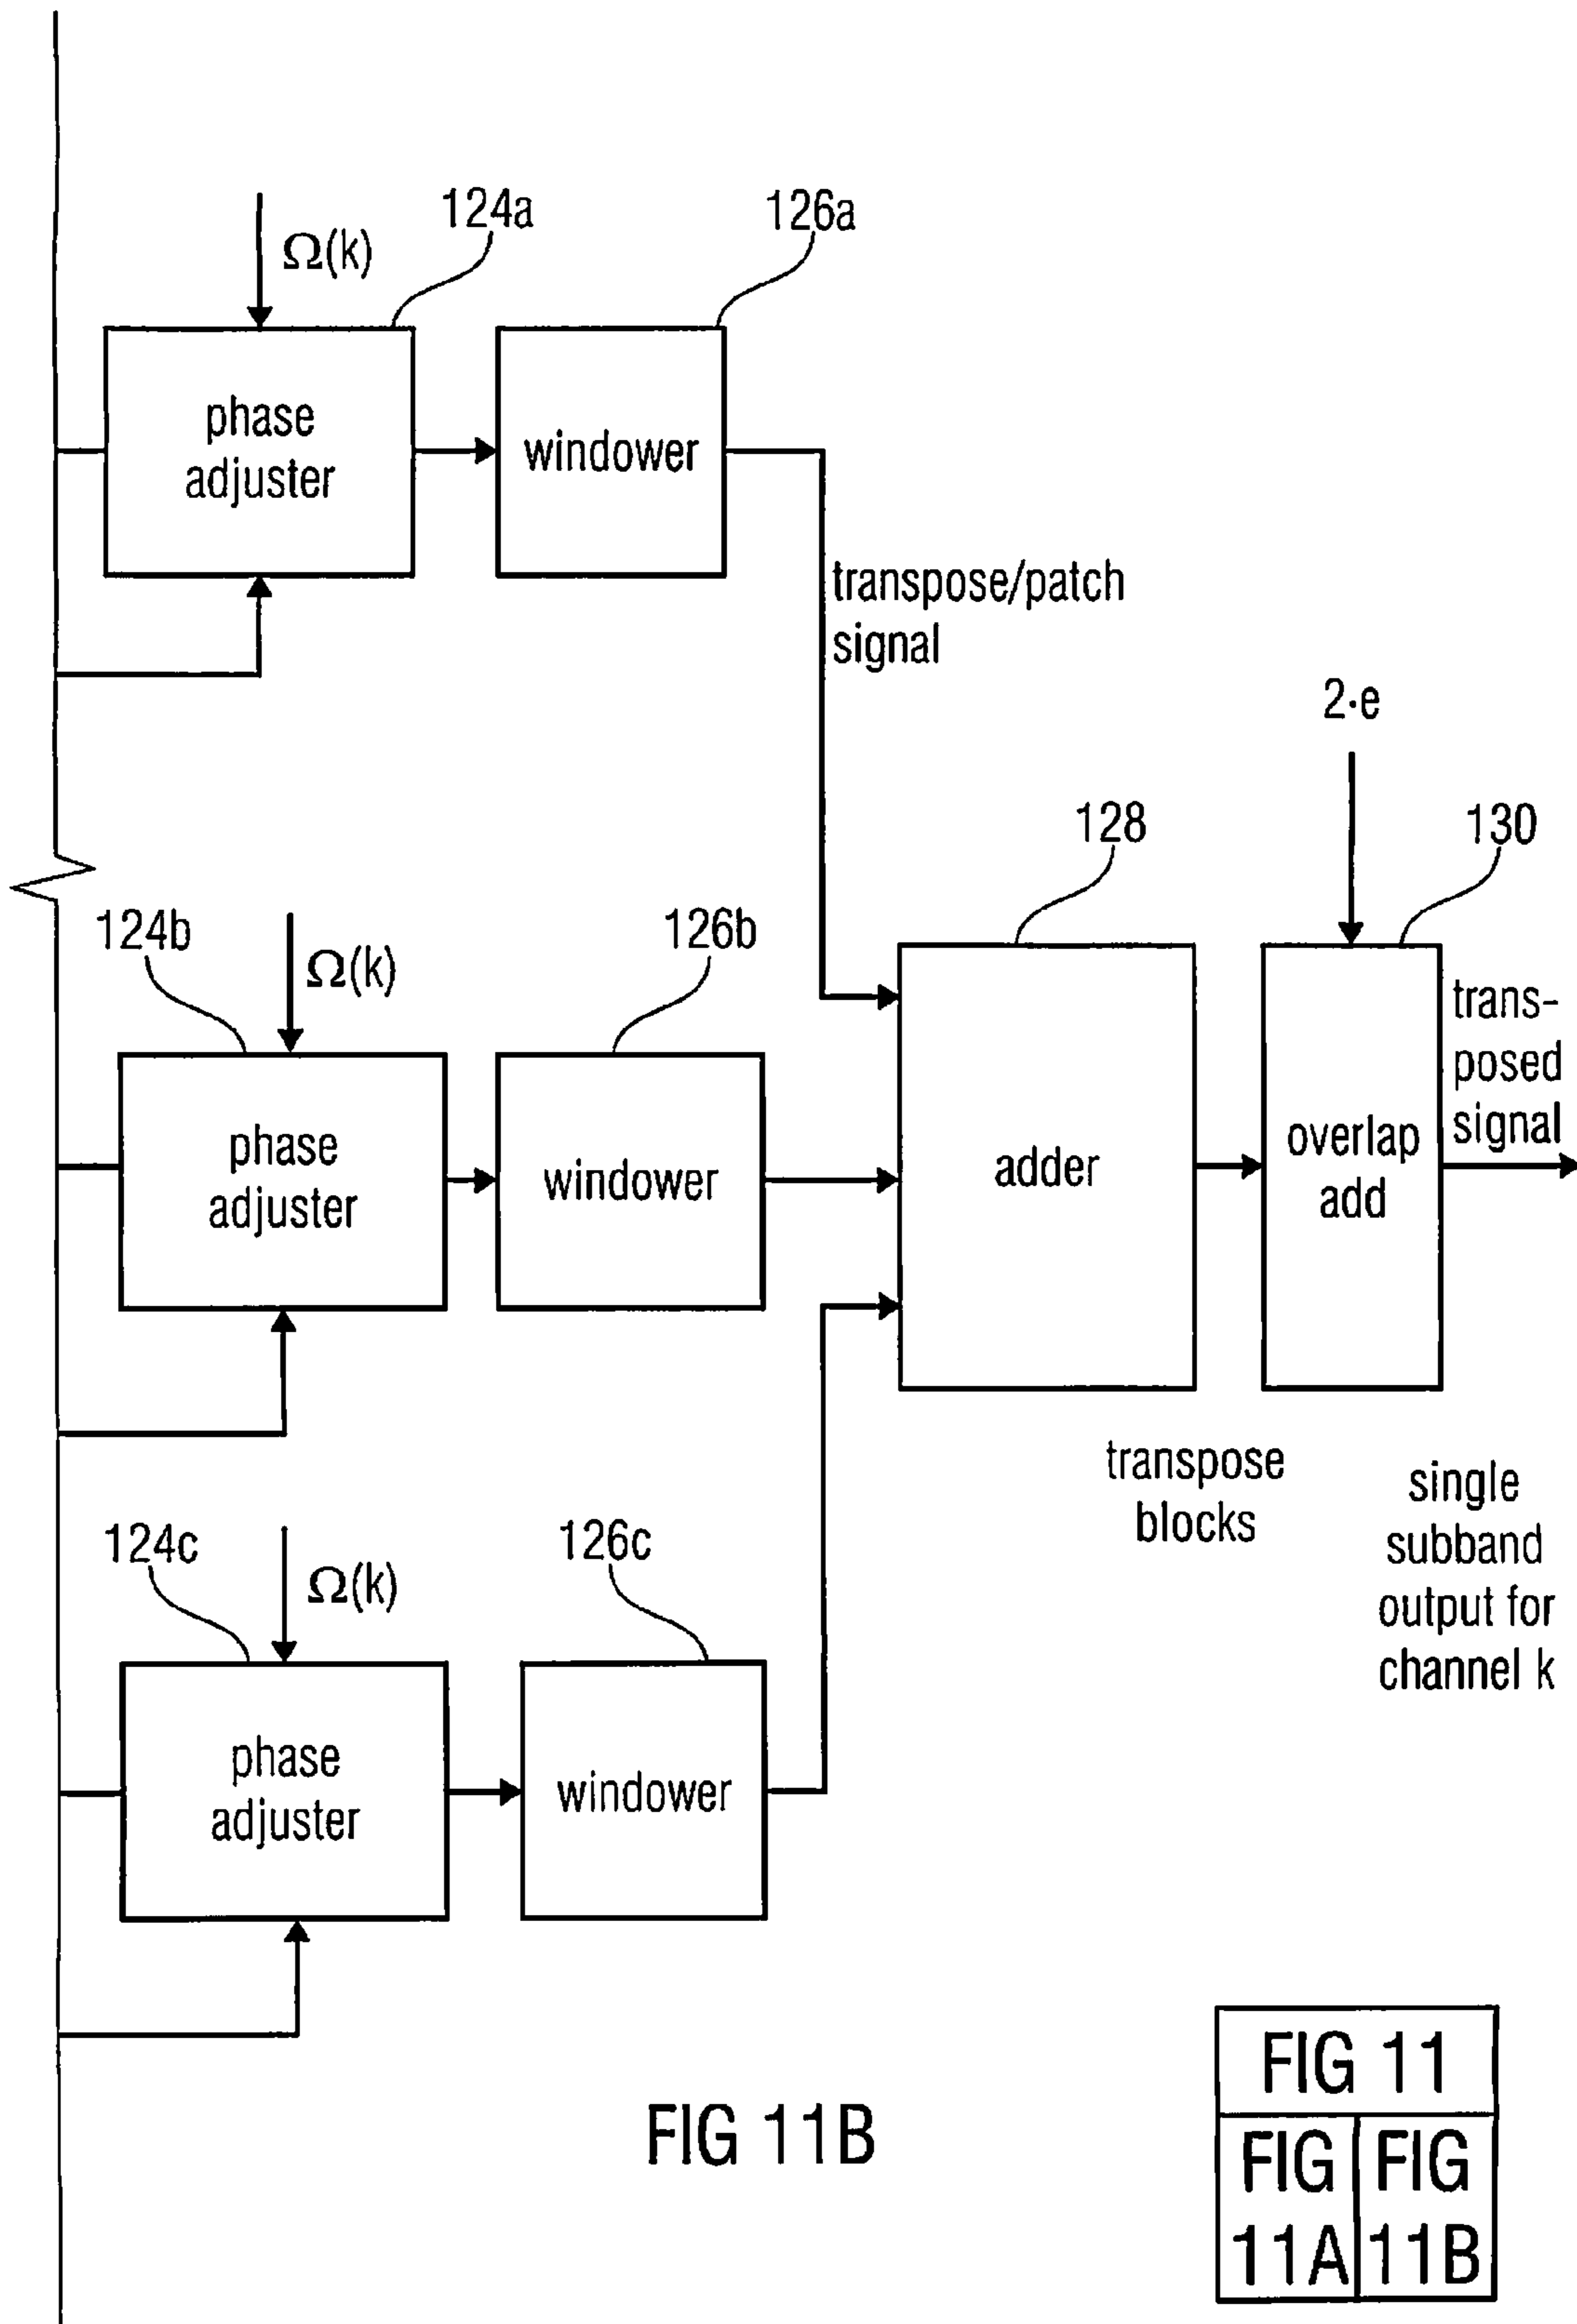 124a
126a
Ω(k)
phase
adjuster
windower
transpose/patch
signal
2·e
128
130
124b
126b
Ω(k)
trans-
posed
signal
phase
adjuster
windower
adder
overlap
add
transpose
blocks
single
subband
output for
channel k
124c
126c
Ω(k)
phase
adjuster
windower
FIG 11B
FIG 11
FIG
11A
FIG
11B